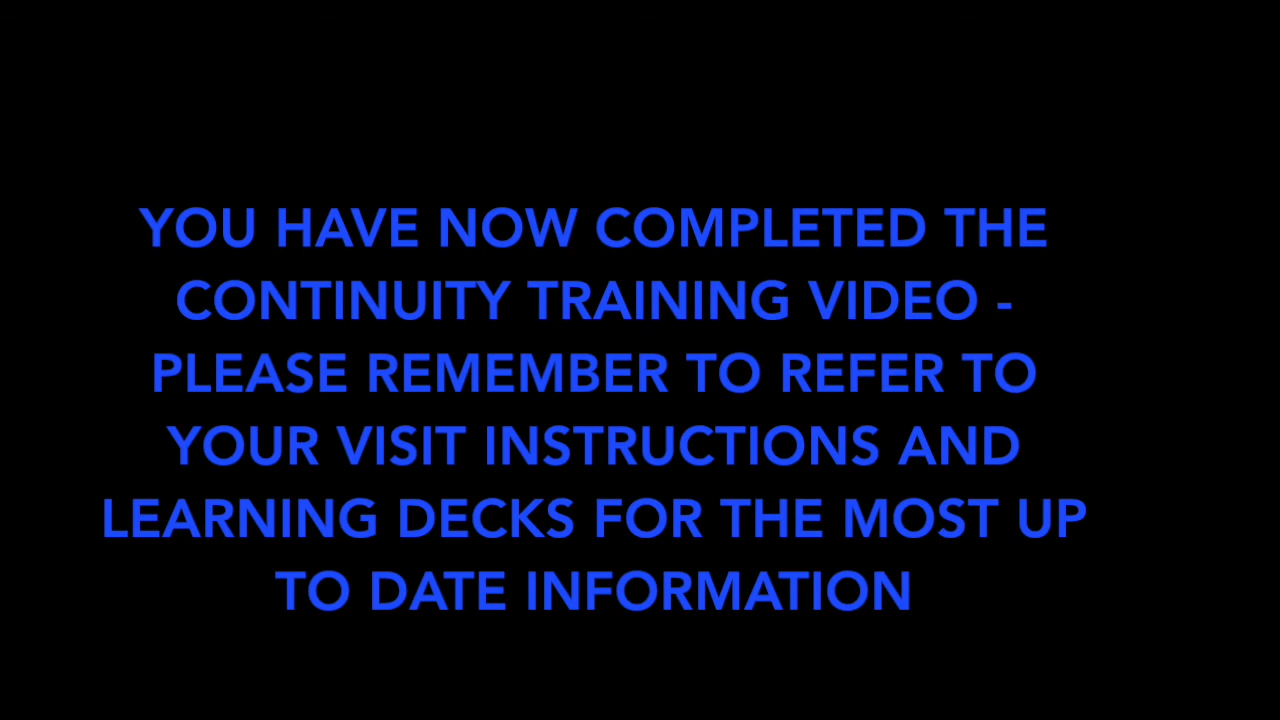 YOU HAVE NOW COMPLETED THE
CONTINUITY TRAINING VIDEO -
PLEASE REMEMBER TO REFER TO
YOUR VISIT INSTRUCTIONS AND
LEARNING DECKS FOR THE MOST UP
TO DATE INFORMATION